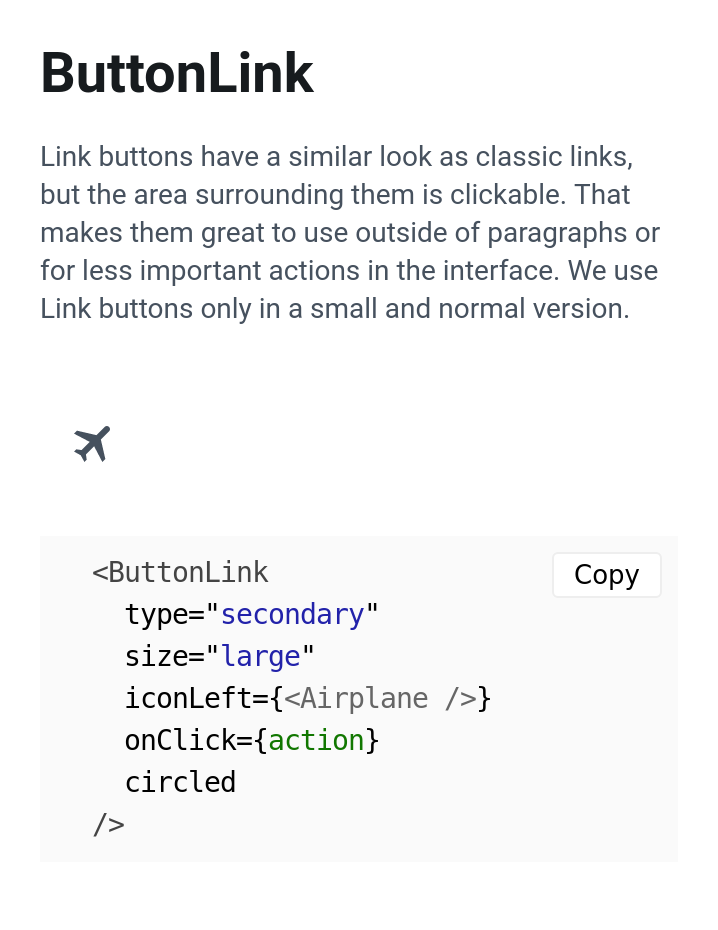 ButtonLink
Link buttons have a similar look as classic links,
but the area surrounding them is clickable. That
makes them great to use outside of paragraphs or
for less important actions in the interface. We use
Link buttons only in a small and normal version.
Copy
<ButtonLink
  type="secondary"
  size="large"
  iconLeft={<Airplane />}
  onClick={action}
  circled
/>